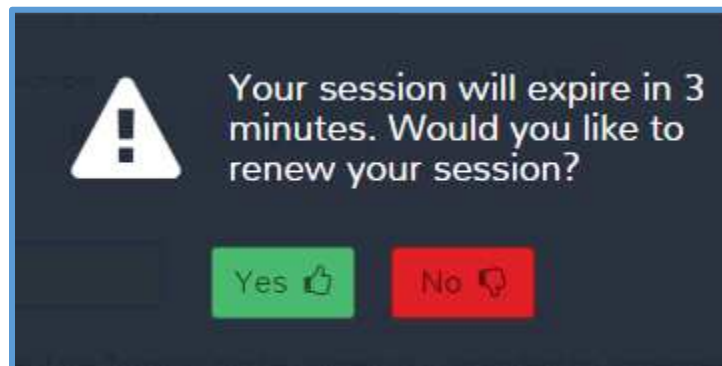 Your session will expire in 3
minutes. Would you like to
renew your session?
Yes
No